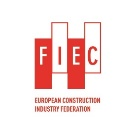 FIEC
EUROPEAN CONSTRUCTION
INDUSTRY FEDERATION